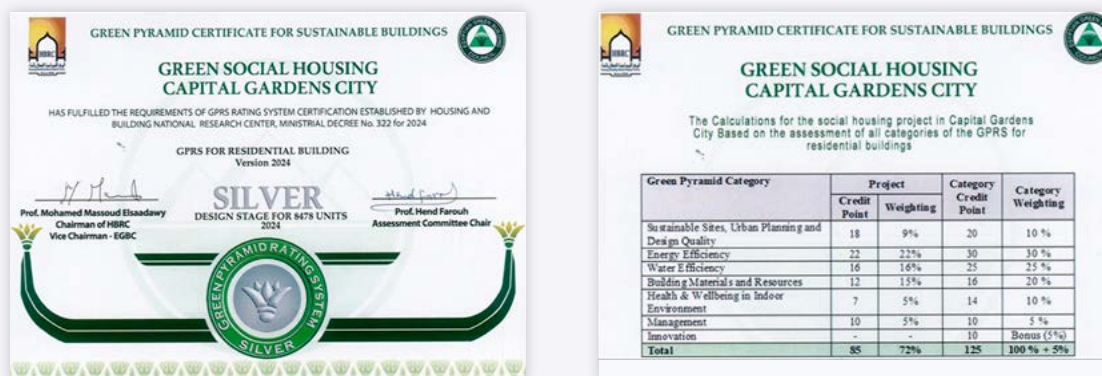 GREEN PYRAMID CERTIFICATE FOR SUSTAINABLE BUILDINGS
HBRC
GREEN SOCIAL HOUSING
CAPITAL GARDENS CITY
HAS FULFILLED THE REQUIREMENTS OF GPRS RATING SYSTEM CERTIFICATION ESTABLISHED BY HOUSING AND
BUILDING NATIONAL RESEARCH CENTER, MINISTRIAL DECREE No. 322 for 2024
GPRS FOR RESIDENTIAL BUILDING
Version 2024
SILVER
DESIGN STAGE FOR 8478 UNITS
2024
Prof. Mohamed Massoud Elsaadawy
Chairman of HBRC
Vice Chairman - EGBC
Prof. Hend Farouh
Assessment Committee Chair
GREEN PYRAMID RATING SYSTEM
SILVER
GREEN PYRAMID CERTIFICATE FOR SUSTAINABLE BUILDINGS
HBRC
GREEN SOCIAL HOUSING
CAPITAL GARDENS CITY
The Calculations for the social housing project in Capital Gardens
City Based on the assessment of all categories of the GPRS for
residential buildings
Green Pyramid Category Project Category Credit Point Category Weighting
Credit Point Weighting
Sustainable Sites, Urban Planning and Design Quality 18 9% 20 10 %
Energy Efficiency 22 22% 30 30 %
Water Efficiency 16 16% 25 25 %
Building Materials and Resources 12 15% 16 20 %
Health & Wellbeing in Indoor Environment 7 5% 14 10 %
Management 10 5% 10 5 %
Innovation - - 10 Bonus (5%)
Total 85 72% 125 100 % + 5%